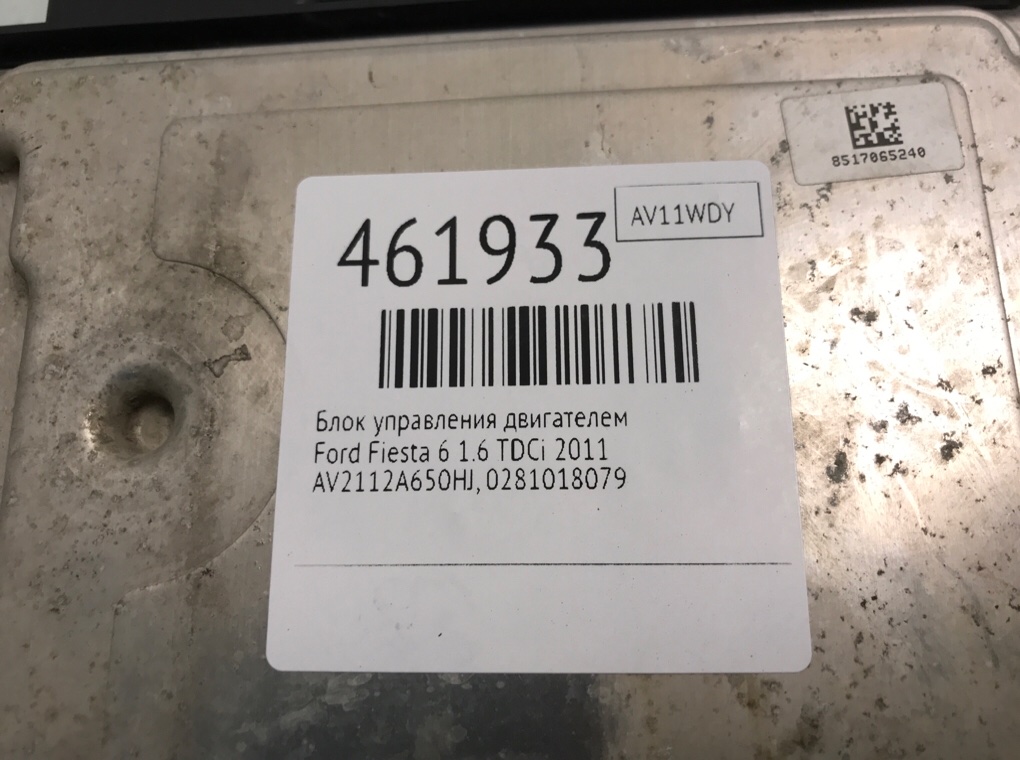 8517065240
461933
AV11WDY
Блок управления двигателем
Ford Fiesta 6 1.6 TDCi 2011
AV2112A650HJ, 0281018079